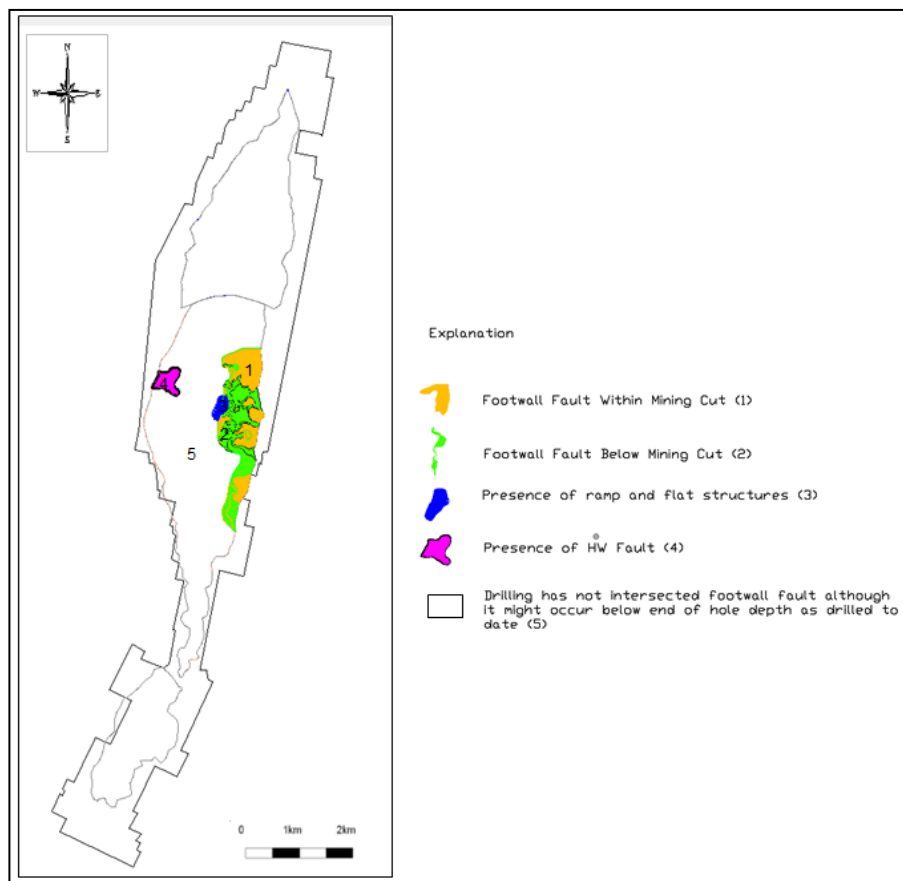 N
W E
S
1
4
3
2
5
0 1km 2km
Explanation
Footwall Fault Within Mining Cut (1)
Footwall Fault Below Mining Cut (2)
Presence of ramp and flat structures (3)
Presence of HW Fault (4)
Drilling has not intersected footwall fault although
it might occur below end of hole depth as drilled to
date (5)